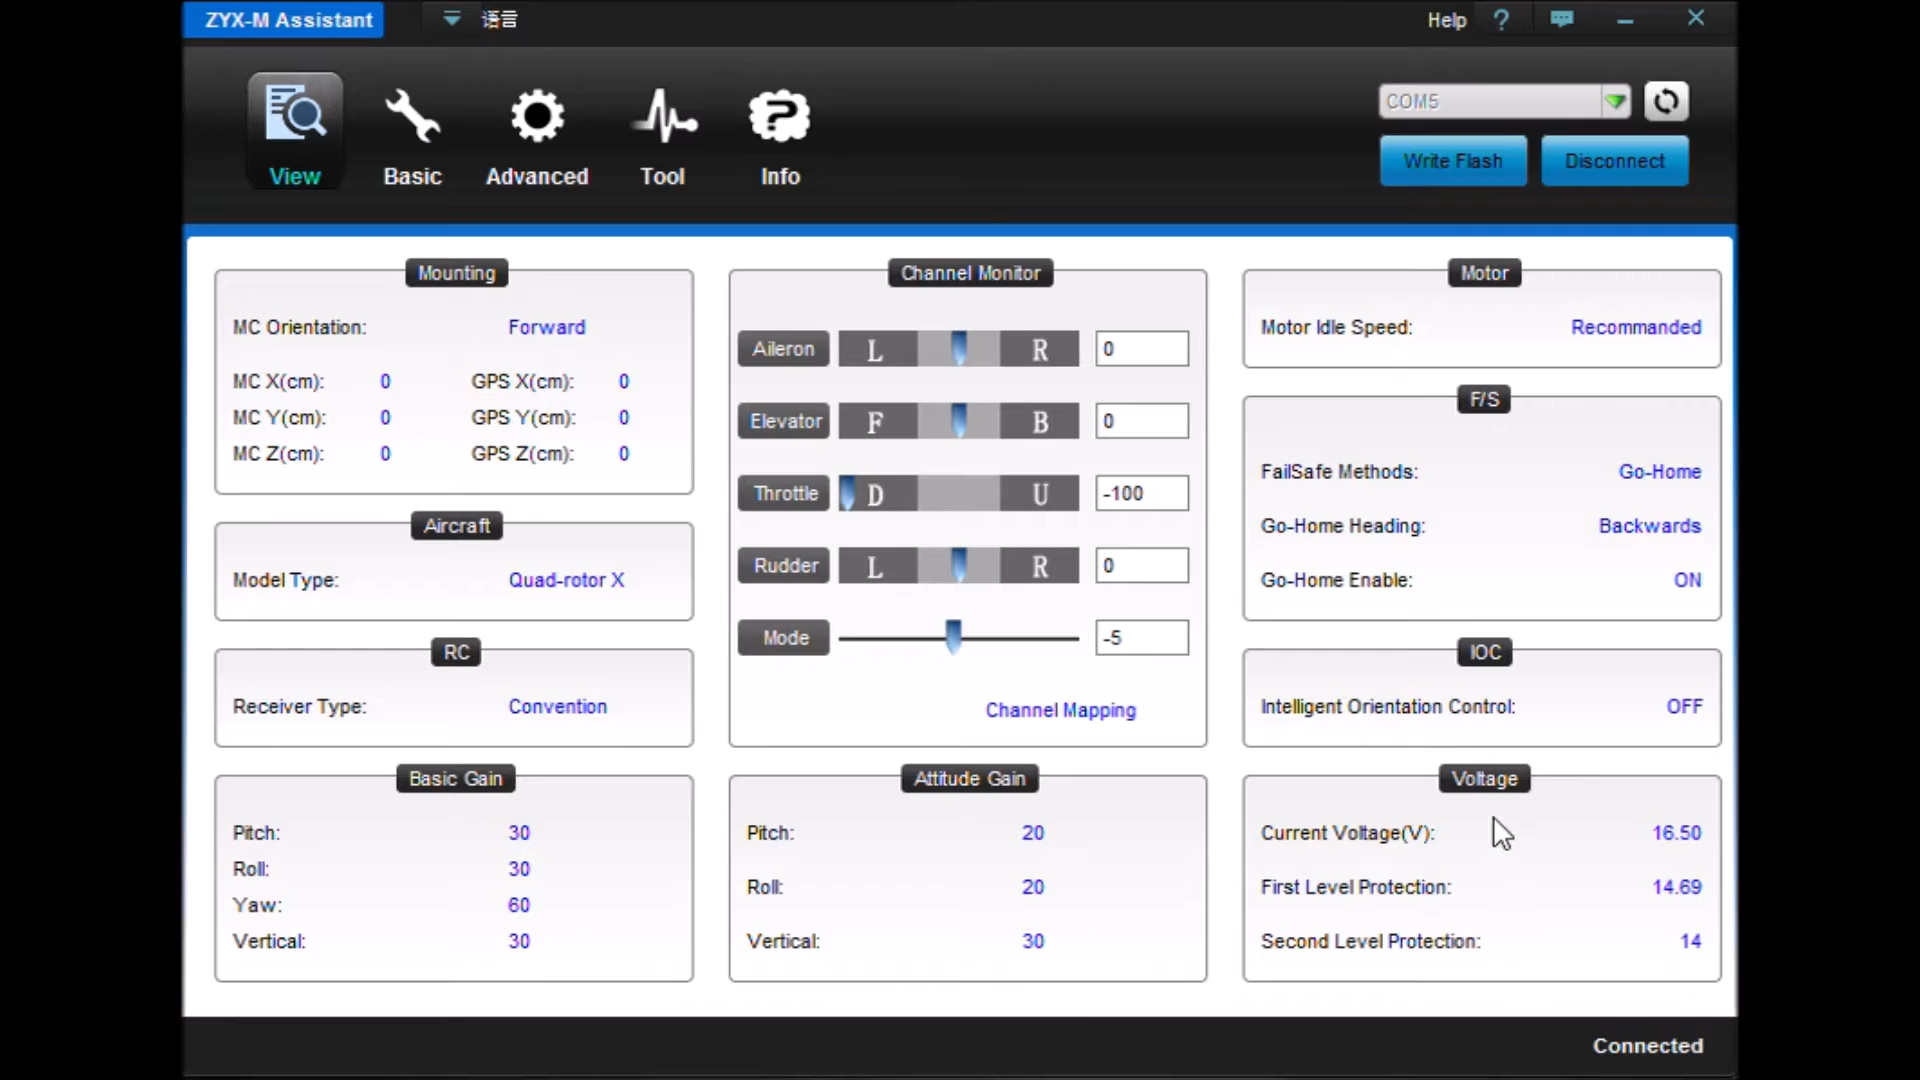 ZYX-M Assistant 语言 Help ?
View Basic Advanced Tool Info
COM5
Write Flash Disconnect
Mounting
MC Orientation: Forward
MC X(cm): 0 GPS X(cm): 0
MC Y(cm): 0 GPS Y(cm): 0
MC Z(cm): 0 GPS Z(cm): 0
Aircraft
Model Type: Quad-rotor X
RC
Receiver Type: Convention
Basic Gain
Pitch: 30
Roll: 30
Yaw: 60
Vertical: 30
Channel Monitor
Aileron L R 0
Elevator F B 0
Throttle D U -100
Rudder L R 0
Mode -5
Channel Mapping
Attitude Gain
Pitch: 20
Roll: 20
Vertical: 30
Motor
Motor Idle Speed: Recommanded
F/S
FailSafe Methods: Go-Home
Go-Home Heading: Backwards
Go-Home Enable: ON
IOC
Intelligent Orientation Control: OFF
Voltage
Current Voltage(V): 16.50
First Level Protection: 14.69
Second Level Protection: 14
Connected